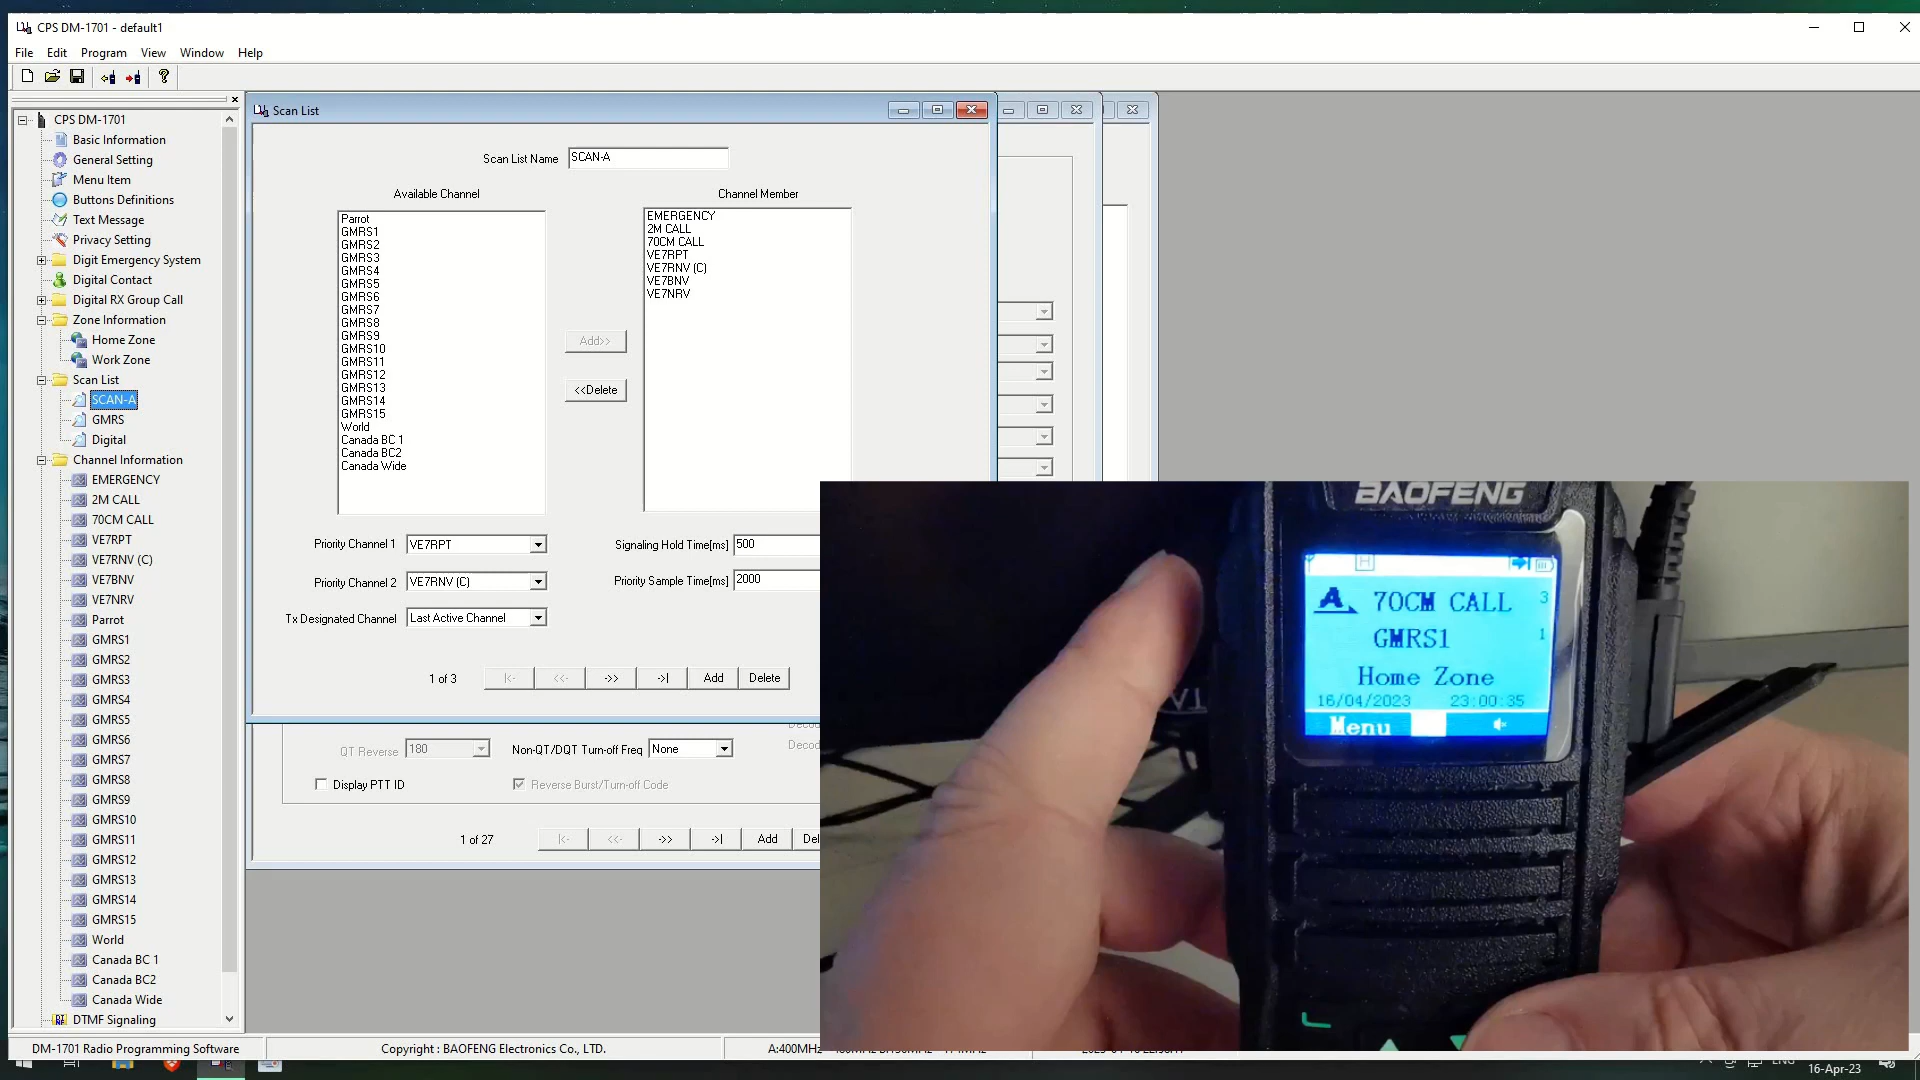 CPS DM-1701 - default1
File Edit Program View Window Help
CPS DM-1701
Basic Information
General Setting
Menu Item
Buttons Definitions
Text Message
Privacy Setting
Digit Emergency System
Digital Contact
Digital RX Group Call
Zone Information
Home Zone
Work Zone
Scan List
SCAN-A
GMRS
Digital
Channel Information
EMERGENCY
2M CALL
70CM CALL
VE7RPT
VE7RNV (C)
VE7BNV
VE7NRV
Parrot
GMRS1
GMRS2
GMRS3
GMRS4
GMRS5
GMRS6
GMRS7
GMRS8
GMRS9
GMRS10
GMRS11
GMRS12
GMRS13
GMRS14
GMRS15
World
Canada BC 1
Canada BC2
Canada Wide
DTMF Signaling
Scan List
Scan List Name SCAN-A
Available Channel
Parrot
GMRS1
GMRS2
GMRS3
GMRS4
GMRS5
GMRS6
GMRS7
GMRS8
GMRS9
GMRS10
GMRS11
GMRS12
GMRS13
GMRS14
GMRS15
World
Canada BC 1
Canada BC2
Canada Wide
Add>>
<<Delete
Channel Member
EMERGENCY
2M CALL
70CM CALL
VE7RPT
VE7RNV (C)
VE7BNV
VE7NRV
Priority Channel 1 VE7RPT
Signaling Hold Time[ms] 500
Priority Channel 2 VE7RNV (C)
Priority Sample Time[ms] 2000
Tx Designated Channel Last Active Channel
1 of 3 |<- <<- ->> ->| Add Delete
QT Reverse 180 Non-QT/DQT Turn-off Freq None
Display PTT ID Reverse Burst/Turn-off Code
1 of 27 |<- <<- ->> ->| Add Del
BAOFENG
H
A 70CM CALL 3
GMRS1 1
Home Zone
16/04/2023 23:00:35
Menu
DM-1701 Radio Programming Software
Copyright : BAOFENG Electronics Co., LTD.
A:400MHz
16-Apr-23